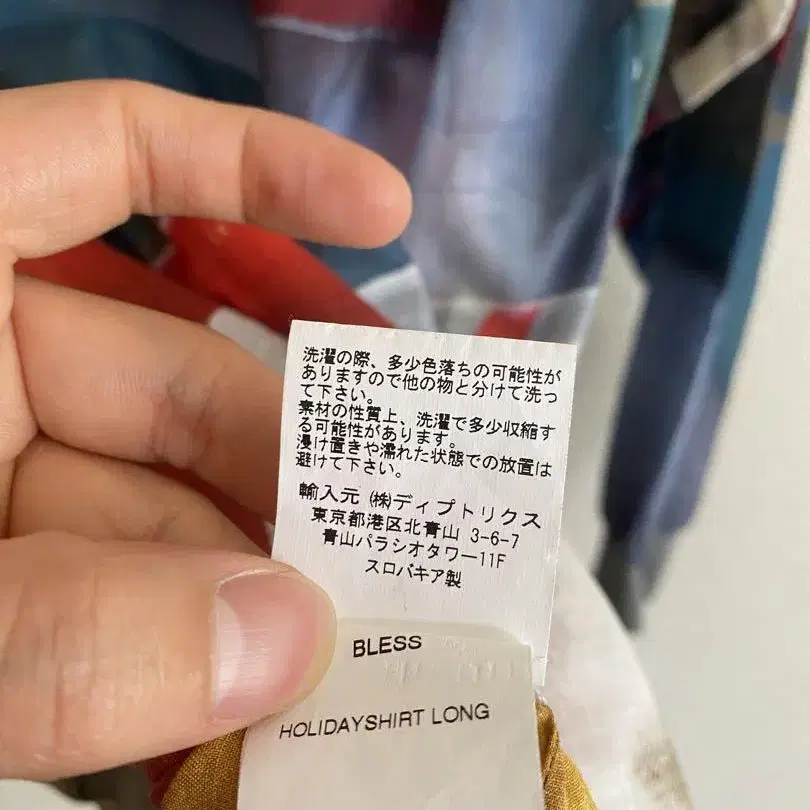 洗濯の際、多少色落ちの可能性が
ありますので他の物と分けて洗っ
て下さい。
素材の性質上、洗濯で多少収縮す
る可能性があります。
浸け置きや濡れた状態での放置は
避けて下さい。
輸入元 (株)ディプトリクス
東京都港区北青山 3-6-7
青山パラシオタワー11F
スロバキア製
BLESS
HOLIDAYSHIRT LONG